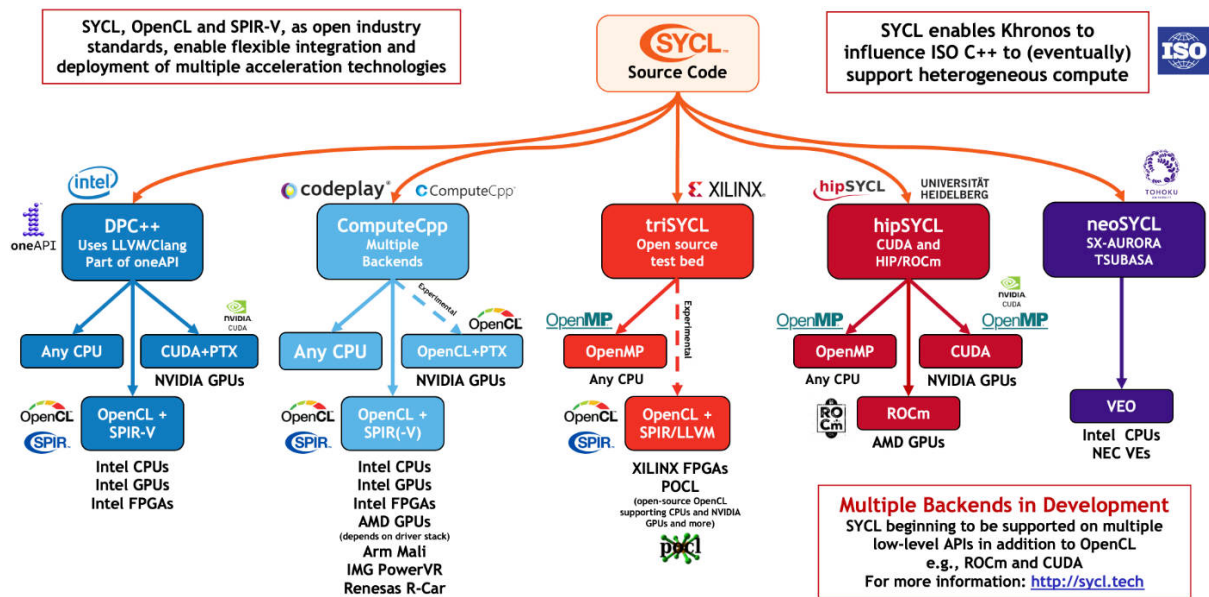 SYCL, OpenCL and SPIR-V, as open industry
standards, enable flexible integration and
deployment of multiple acceleration technologies
SYCL™
Source Code
SYCL enables Khronos to
influence ISO C++ to (eventually)
support heterogeneous compute
ISO
intel
oneAPI
DPC++
Uses LLVM/Clang
Part of oneAPI
codeplay®
ComputeCpp™
ComputeCpp
Multiple
Backends
XILINX®
triSYCL
Open source
test bed
hipSYCL
UNIVERSITÄT
HEIDELBERG
hipSYCL
CUDA and
HIP/ROCm
TOHOKU
UNIVERSITY
neoSYCL
SX-AURORA
TSUBASA
Any CPU
NVIDIA
CUDA
CUDA+PTX
NVIDIA GPUs
OpenCL
SPIR™
OpenCL +
SPIR-V
Intel CPUs
Intel GPUs
Intel FPGAs
Experimental
Any CPU
OpenCL
OpenCL+PTX
NVIDIA GPUs
OpenCL
SPIR™
OpenCL +
SPIR(-V)
Intel CPUs
Intel GPUs
Intel FPGAs
AMD GPUs
(depends on driver stack)
Arm Mali
IMG PowerVR
Renesas R-Car
OpenMP
OpenMP
Any CPU
Experimental
OpenCL
SPIR™
OpenCL +
SPIR/LLVM
XILINX FPGAs
POCL
(open-source OpenCL
supporting CPUs and NVIDIA
GPUs and more)
pocl
OpenMP
OpenMP
Any CPU
NVIDIA
CUDA
OpenMP
CUDA
NVIDIA GPUs
ROCm
ROCm
AMD GPUs
VEO
Intel CPUs
NEC VEs
Multiple Backends in Development
SYCL beginning to be supported on multiple
low-level APIs in addition to OpenCL
e.g., ROCm and CUDA
For more information: http://sycl.tech